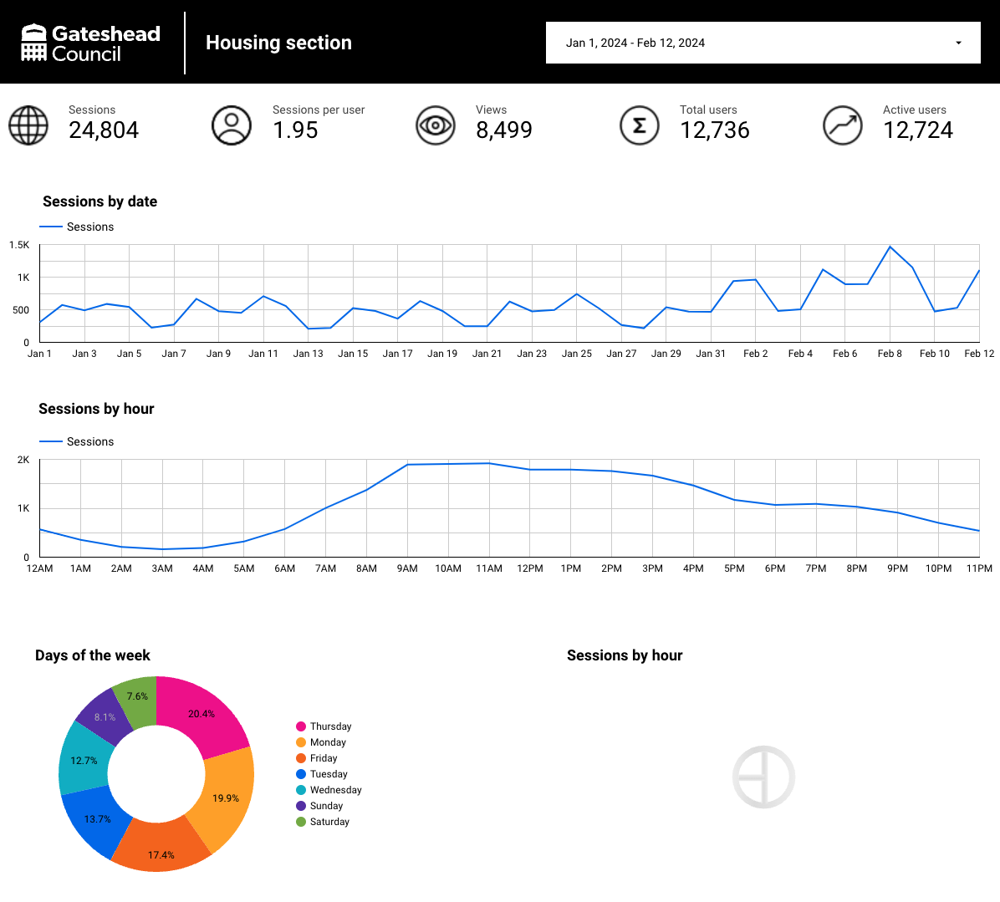 Gateshead
Council
Housing section
Jan 1, 2024 - Feb 12, 2024
Sessions
24,804
Sessions per user
1.95
Views
8,499
Σ
Total users
12,736
Active users
12,724
Sessions by date
Sessions
1.5K
1K
500
0
Jan 1 Jan 3 Jan 5 Jan 7 Jan 9 Jan 11 Jan 13 Jan 15 Jan 17 Jan 19 Jan 21 Jan 23 Jan 25 Jan 27 Jan 29 Jan 31 Feb 2 Feb 4 Feb 6 Feb 8 Feb 10 Feb 12
Sessions by hour
Sessions
2K
1K
0
12AM 1AM 2AM 3AM 4AM 5AM 6AM 7AM 8AM 9AM 10AM 11AM 12PM 1PM 2PM 3PM 4PM 5PM 6PM 7PM 8PM 9PM 10PM 11PM
Days of the week
7.6%
20.4%
8.1%
12.7%
19.9%
13.7%
17.4%
Thursday
Monday
Friday
Tuesday
Wednesday
Sunday
Saturday
Sessions by hour